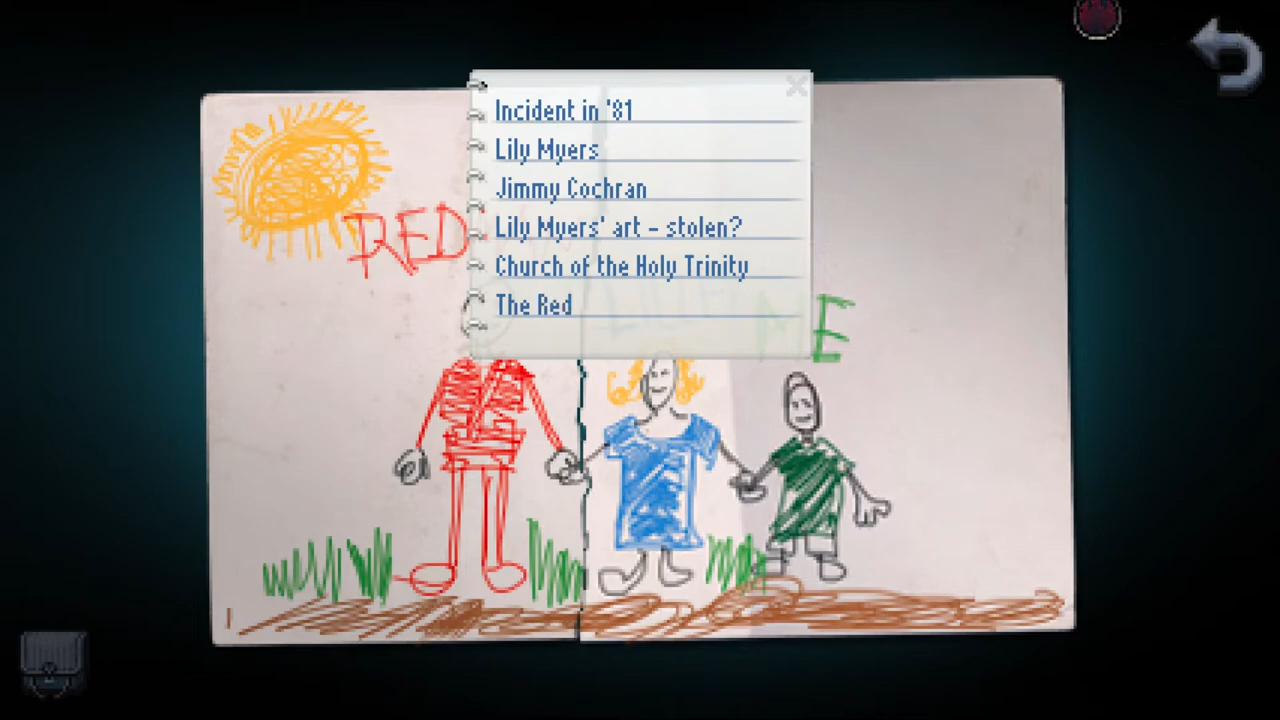 Incident in '81
Lily Myers
Jimmy Cochran
Lily Myers' art - stolen?
Church of the Holy Trinity
The Red
RED
ME